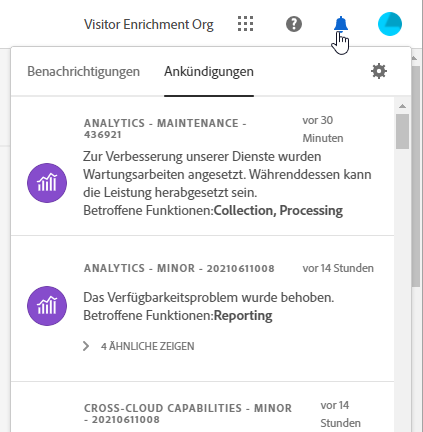 Visitor Enrichment Org
Benachrichtigungen Ankündigungen
ANALYTICS - MAINTENANCE -
436921
vor 30
Minuten
Zur Verbesserung unserer Dienste wurden
Wartungsarbeiten angesetzt. Währenddessen kann
die Leistung herabgesetzt sein.
Betroffene Funktionen:Collection, Processing
ANALYTICS - MINOR - 20210611008
vor 14 Stunden
Das Verfügbarkeitsproblem wurde behoben.
Betroffene Funktionen:Reporting
4 ÄHNLICHE ZEIGEN
CROSS-CLOUD CAPABILITIES - MINOR
- 20210611008
vor 14
Stunden